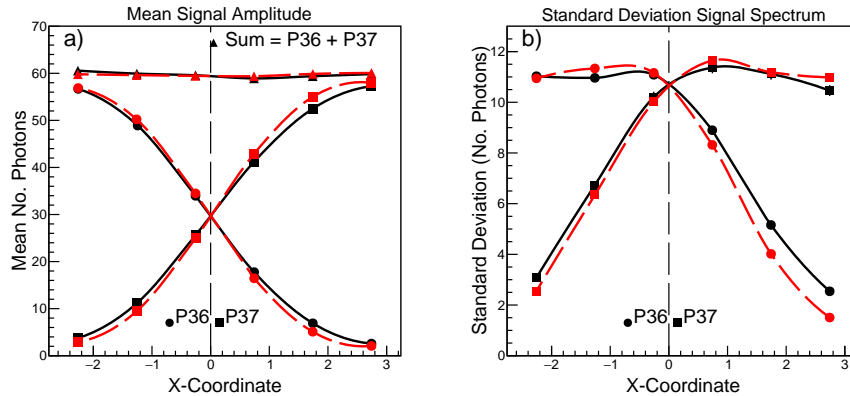 Mean Signal Amplitude
a)
Sum = P36 + P37
Mean No. Photons
70
60
50
40
30
20
10
0
P36
P37
−2 −1 0 1 2 3
X-Coordinate
Standard Deviation Signal Spectrum
b)
Standard Deviation (No. Photons)
12
10
8
6
4
2
0
P36
P37
−2 −1 0 1 2 3
X-Coordinate